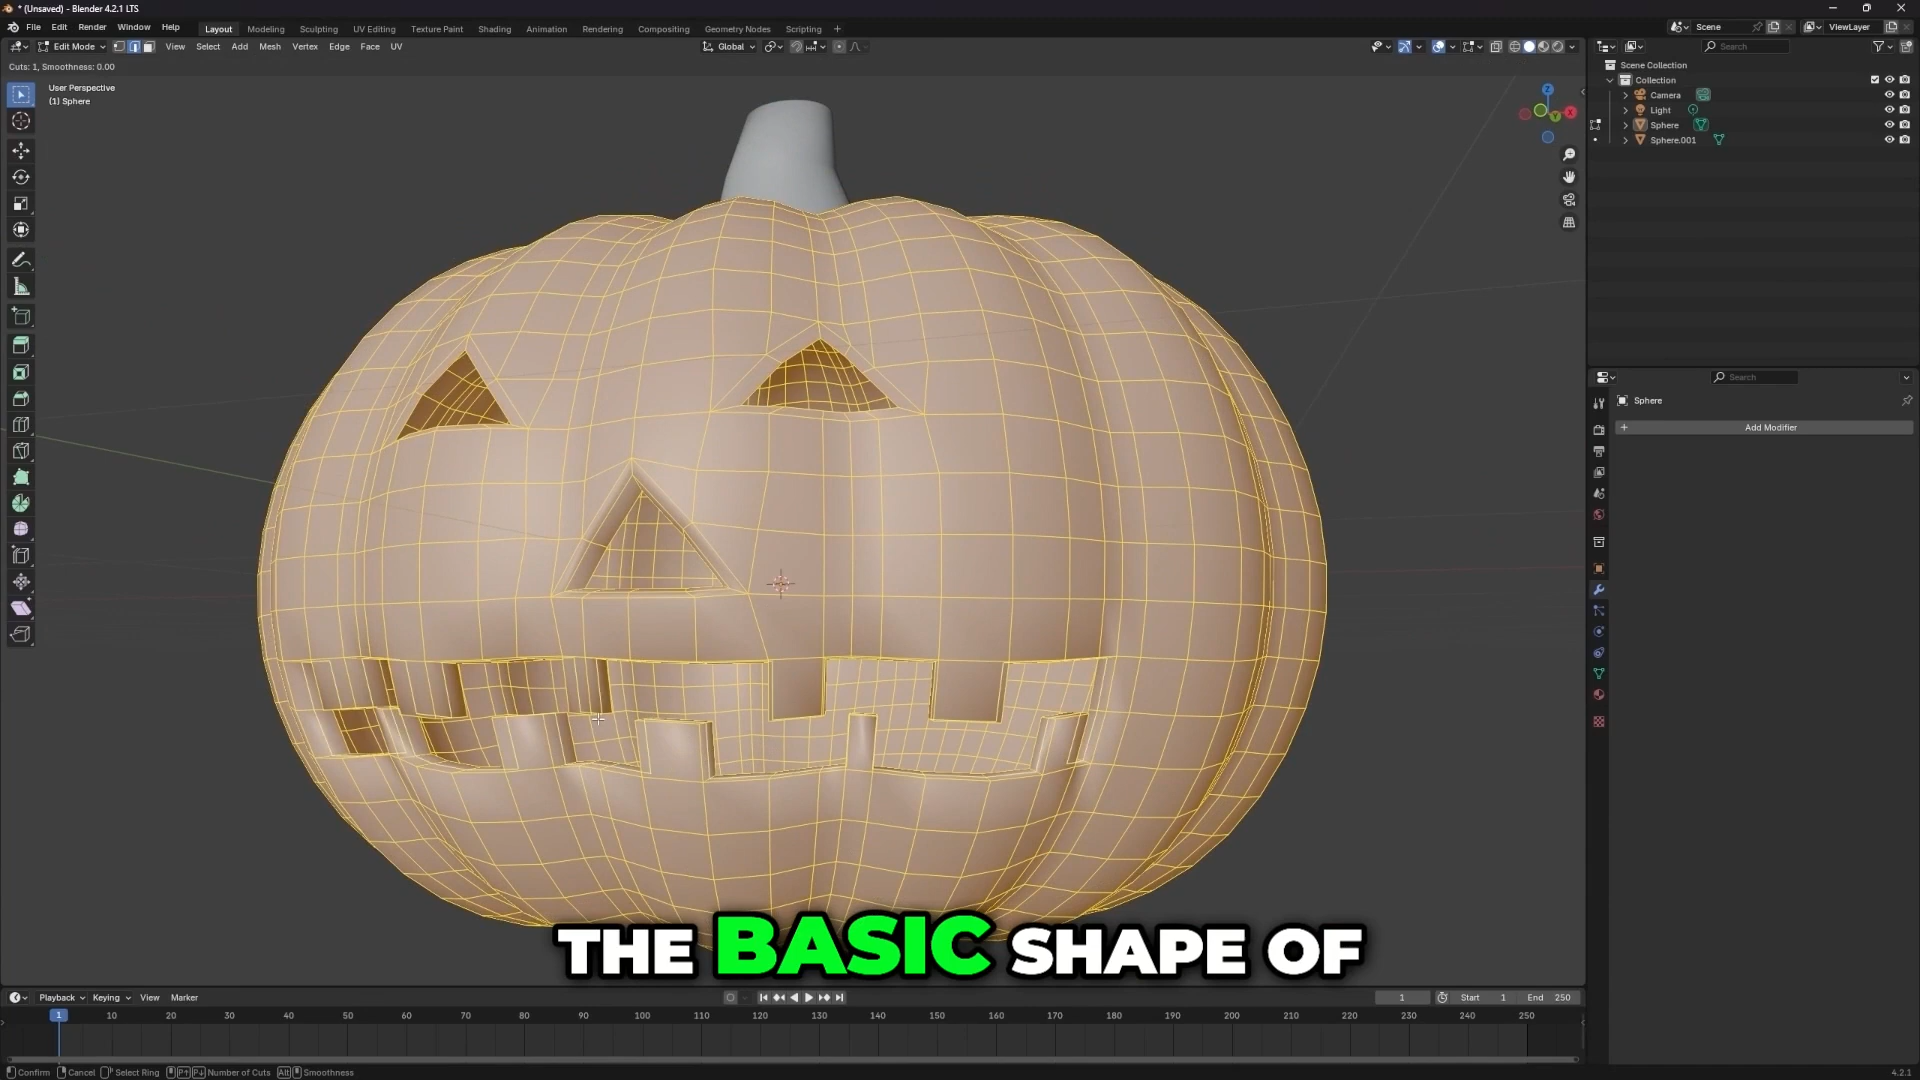 * (Unsaved) - Blender 4.2.1 LTS
File Edit Render Window Help Layout Modeling Sculpting UV Editing Texture Paint Shading Animation Rendering Compositing Geometry Nodes Scripting + Scene ViewLayer
Edit Mode View Select Add Mesh Vertex Edge Face UV Global Search
Cuts: 1, Smoothness: 0.00
User Perspective
(1) Sphere
Z
X
Y
Scene Collection
Collection
Camera
Light
Sphere
Sphere.001
Search
Sphere
+ Add Modifier
THE BASIC SHAPE OF
Playback Keying View Marker 1 Start 1 End 250
1 10 20 30 40 50 60 70 80 90 100 110 120 130 140 150 160 170 180 190 200 210 220 230 240 250
Confirm Cancel Select Ring Number of Cuts Alt Smoothness 4.2.1